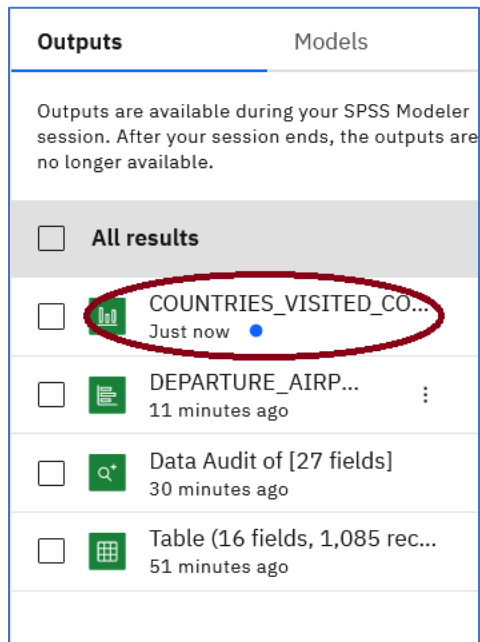 Outputs Models
Outputs are available during your SPSS Modeler
session. After your session ends, the outputs are
no longer available.
All results
COUNTRIES_VISITED_CO...
Just now
DEPARTURE_AIRP...
11 minutes ago
Data Audit of [27 fields]
30 minutes ago
Table (16 fields, 1,085 rec...
51 minutes ago